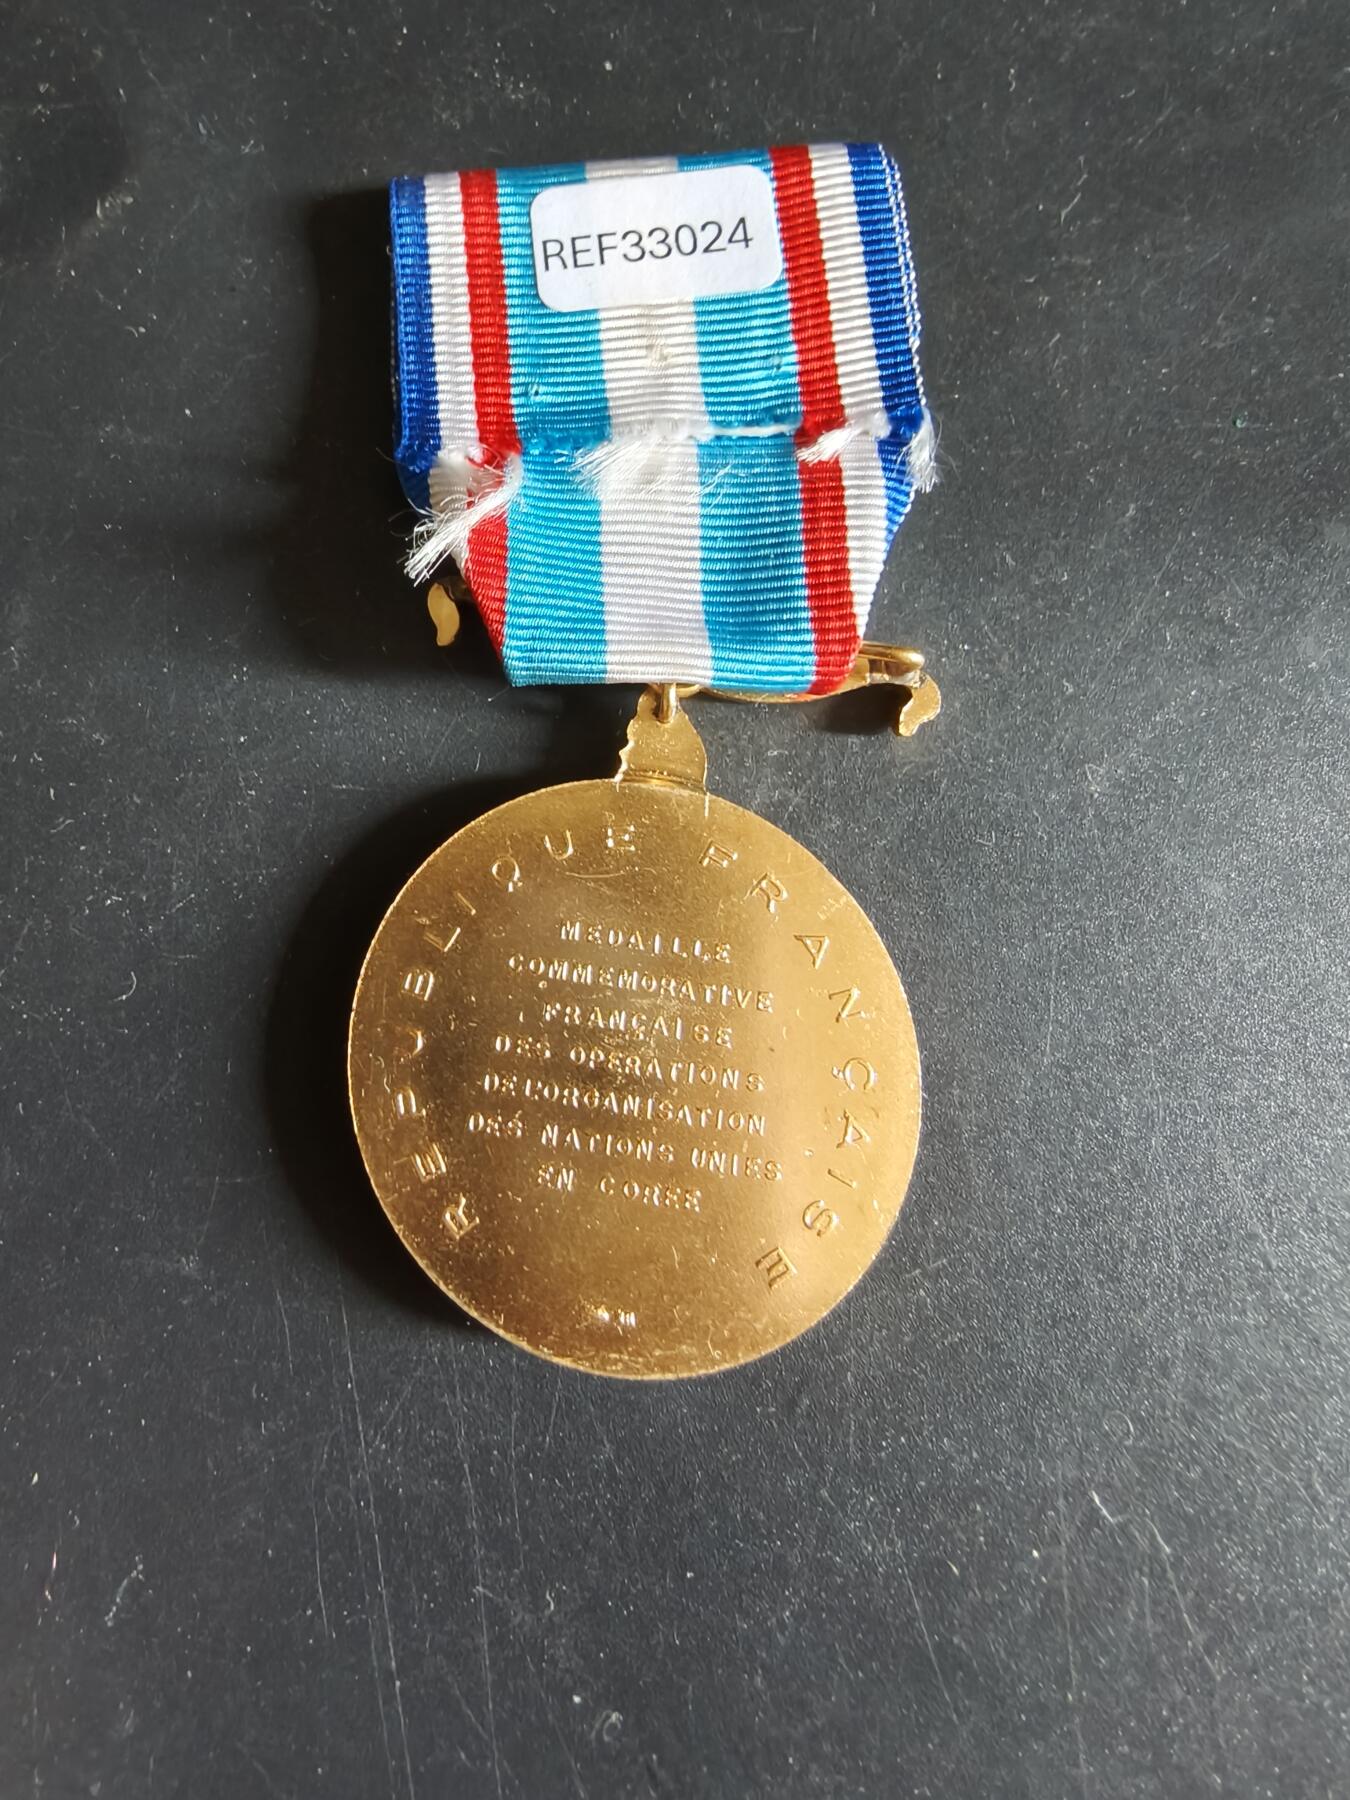 REF33024
REPUBLIQUE FRANÇAISE
MEDAILLE
COMMEMORATIVE
FRANÇAISE
DES OPERATIONS
DE L'ORGANISATION
DES NATIONS UNIES
EN COREE